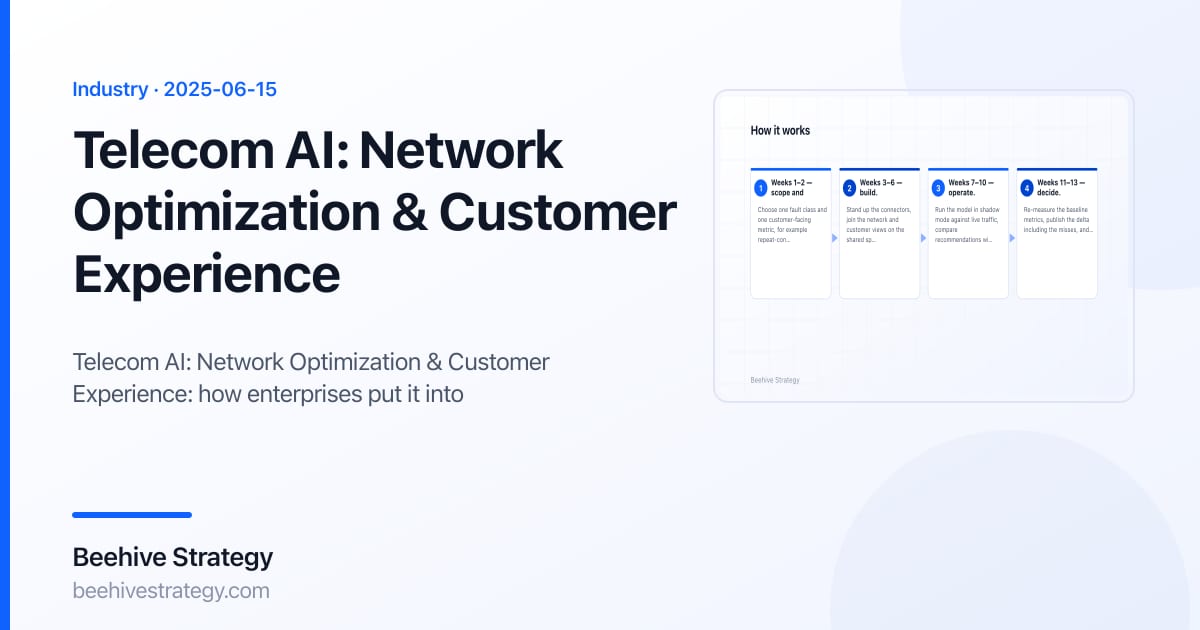 Industry · 2025-06-15
Telecom AI: Network
Optimization & Customer
Experience
Telecom AI: Network Optimization & Customer
Experience: how enterprises put it into
Beehive Strategy
beehivestrategy.com
How it works
1
Weeks 1–2 —
scope and
Choose one fault class and
one customer-facing
metric, for example
repeat-con...
2
Weeks 3–6 —
build.
Stand up the connectors,
join the network and
customer views on the
shared sp...
3
Weeks 7–10 —
operate.
Run the model in shadow
mode against live traffic,
compare
recommendations wi...
4
Weeks 11–13 —
decide.
Re-measure the baseline
metrics, publish the delta
including the misses, and...
Beehive Strategy